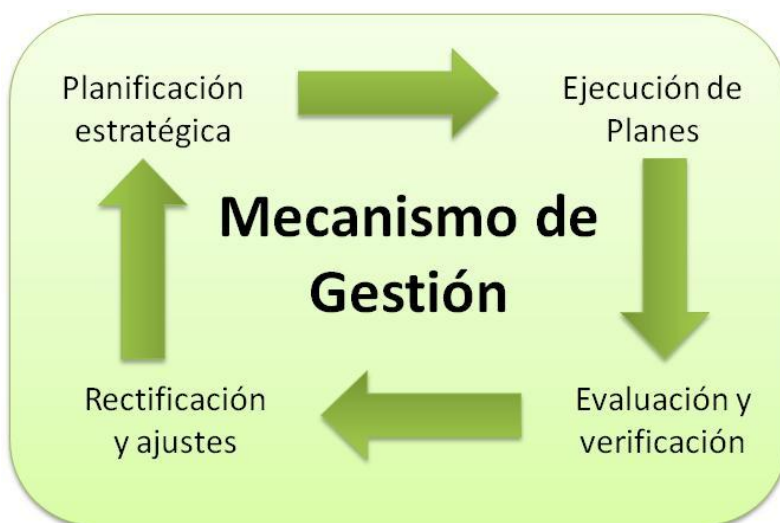 Planificación
estratégica
Ejecución de
Planes
Mecanismo de
Gestión
Rectificación
y ajustes
Evaluación y
verificación